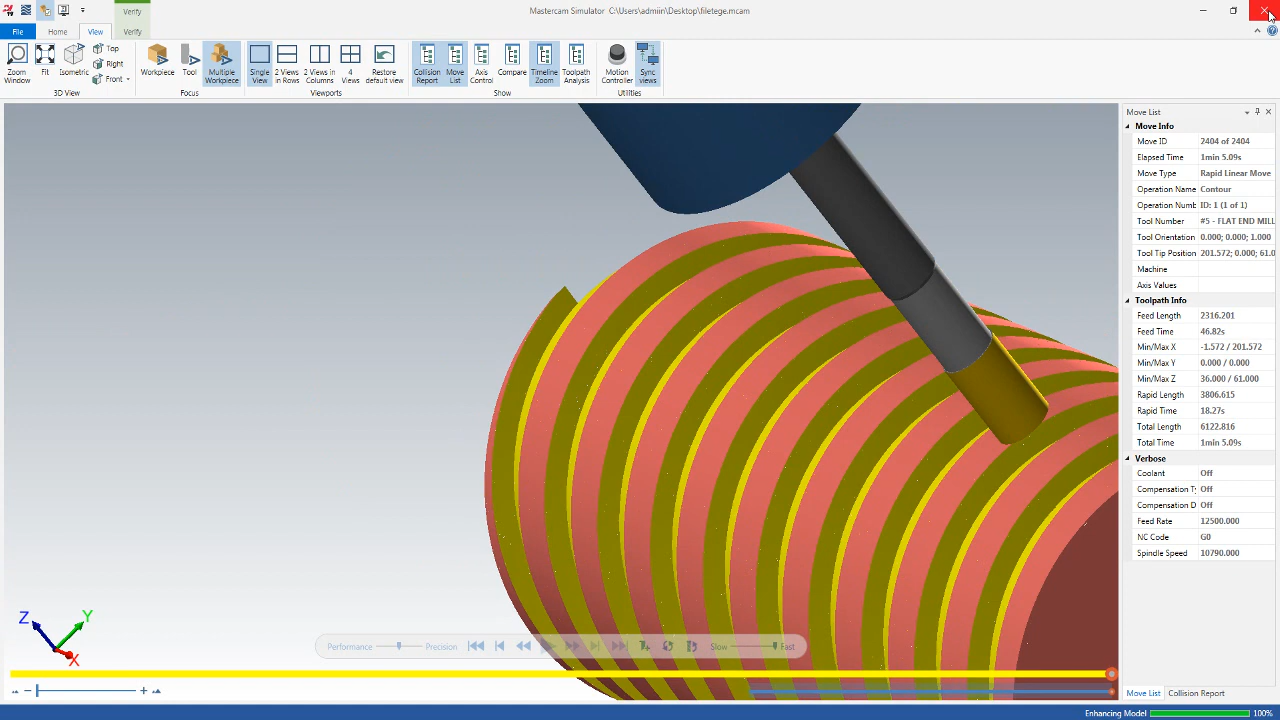 Verify
Mastercam Simulator C:\Users\admiin\Desktop\filetege.mcam
File Home View Verify
Zoom Window
Fit
Isometric
Top
Right
Front
3D View
Workpiece
Tool
Multiple Workpiece
Focus
Single View
2 Views in Rows
2 Views in Columns
4 Views
Restore default view
Viewports
Collision Report
Move List
Axis Control
Compare
Timeline Zoom
Toolpath Analysis
Show
Motion Controller
Sync views
Utilities
Move List
Move Info
Move ID 2404 of 2404
Elapsed Time 1min 5.09s
Move Type Rapid Linear Move
Operation Name Contour
Operation Numb ID: 1 (1 of 1)
Tool Number #5 - FLAT END MILL
Tool Orientation 0.000; 0.000; 1.000
Tool Tip Position 201.572; 0.000; 61.0
Machine
Axis Values
Toolpath Info
Feed Length 2316.201
Feed Time 46.82s
Min/Max X -1.572 / 201.572
Min/Max Y 0.000 / 0.000
Min/Max Z 36.000 / 61.000
Rapid Length 3806.615
Rapid Time 18.27s
Total Length 6122.816
Total Time 1min 5.09s
Verbose
Coolant Off
Compensation Ty Off
Compensation D Off
Feed Rate 12500.000
NC Code G0
Spindle Speed 10790.000
Z
Y
X
Performance Precision Slow Fast
Move List Collision Report
Enhancing Model 100%